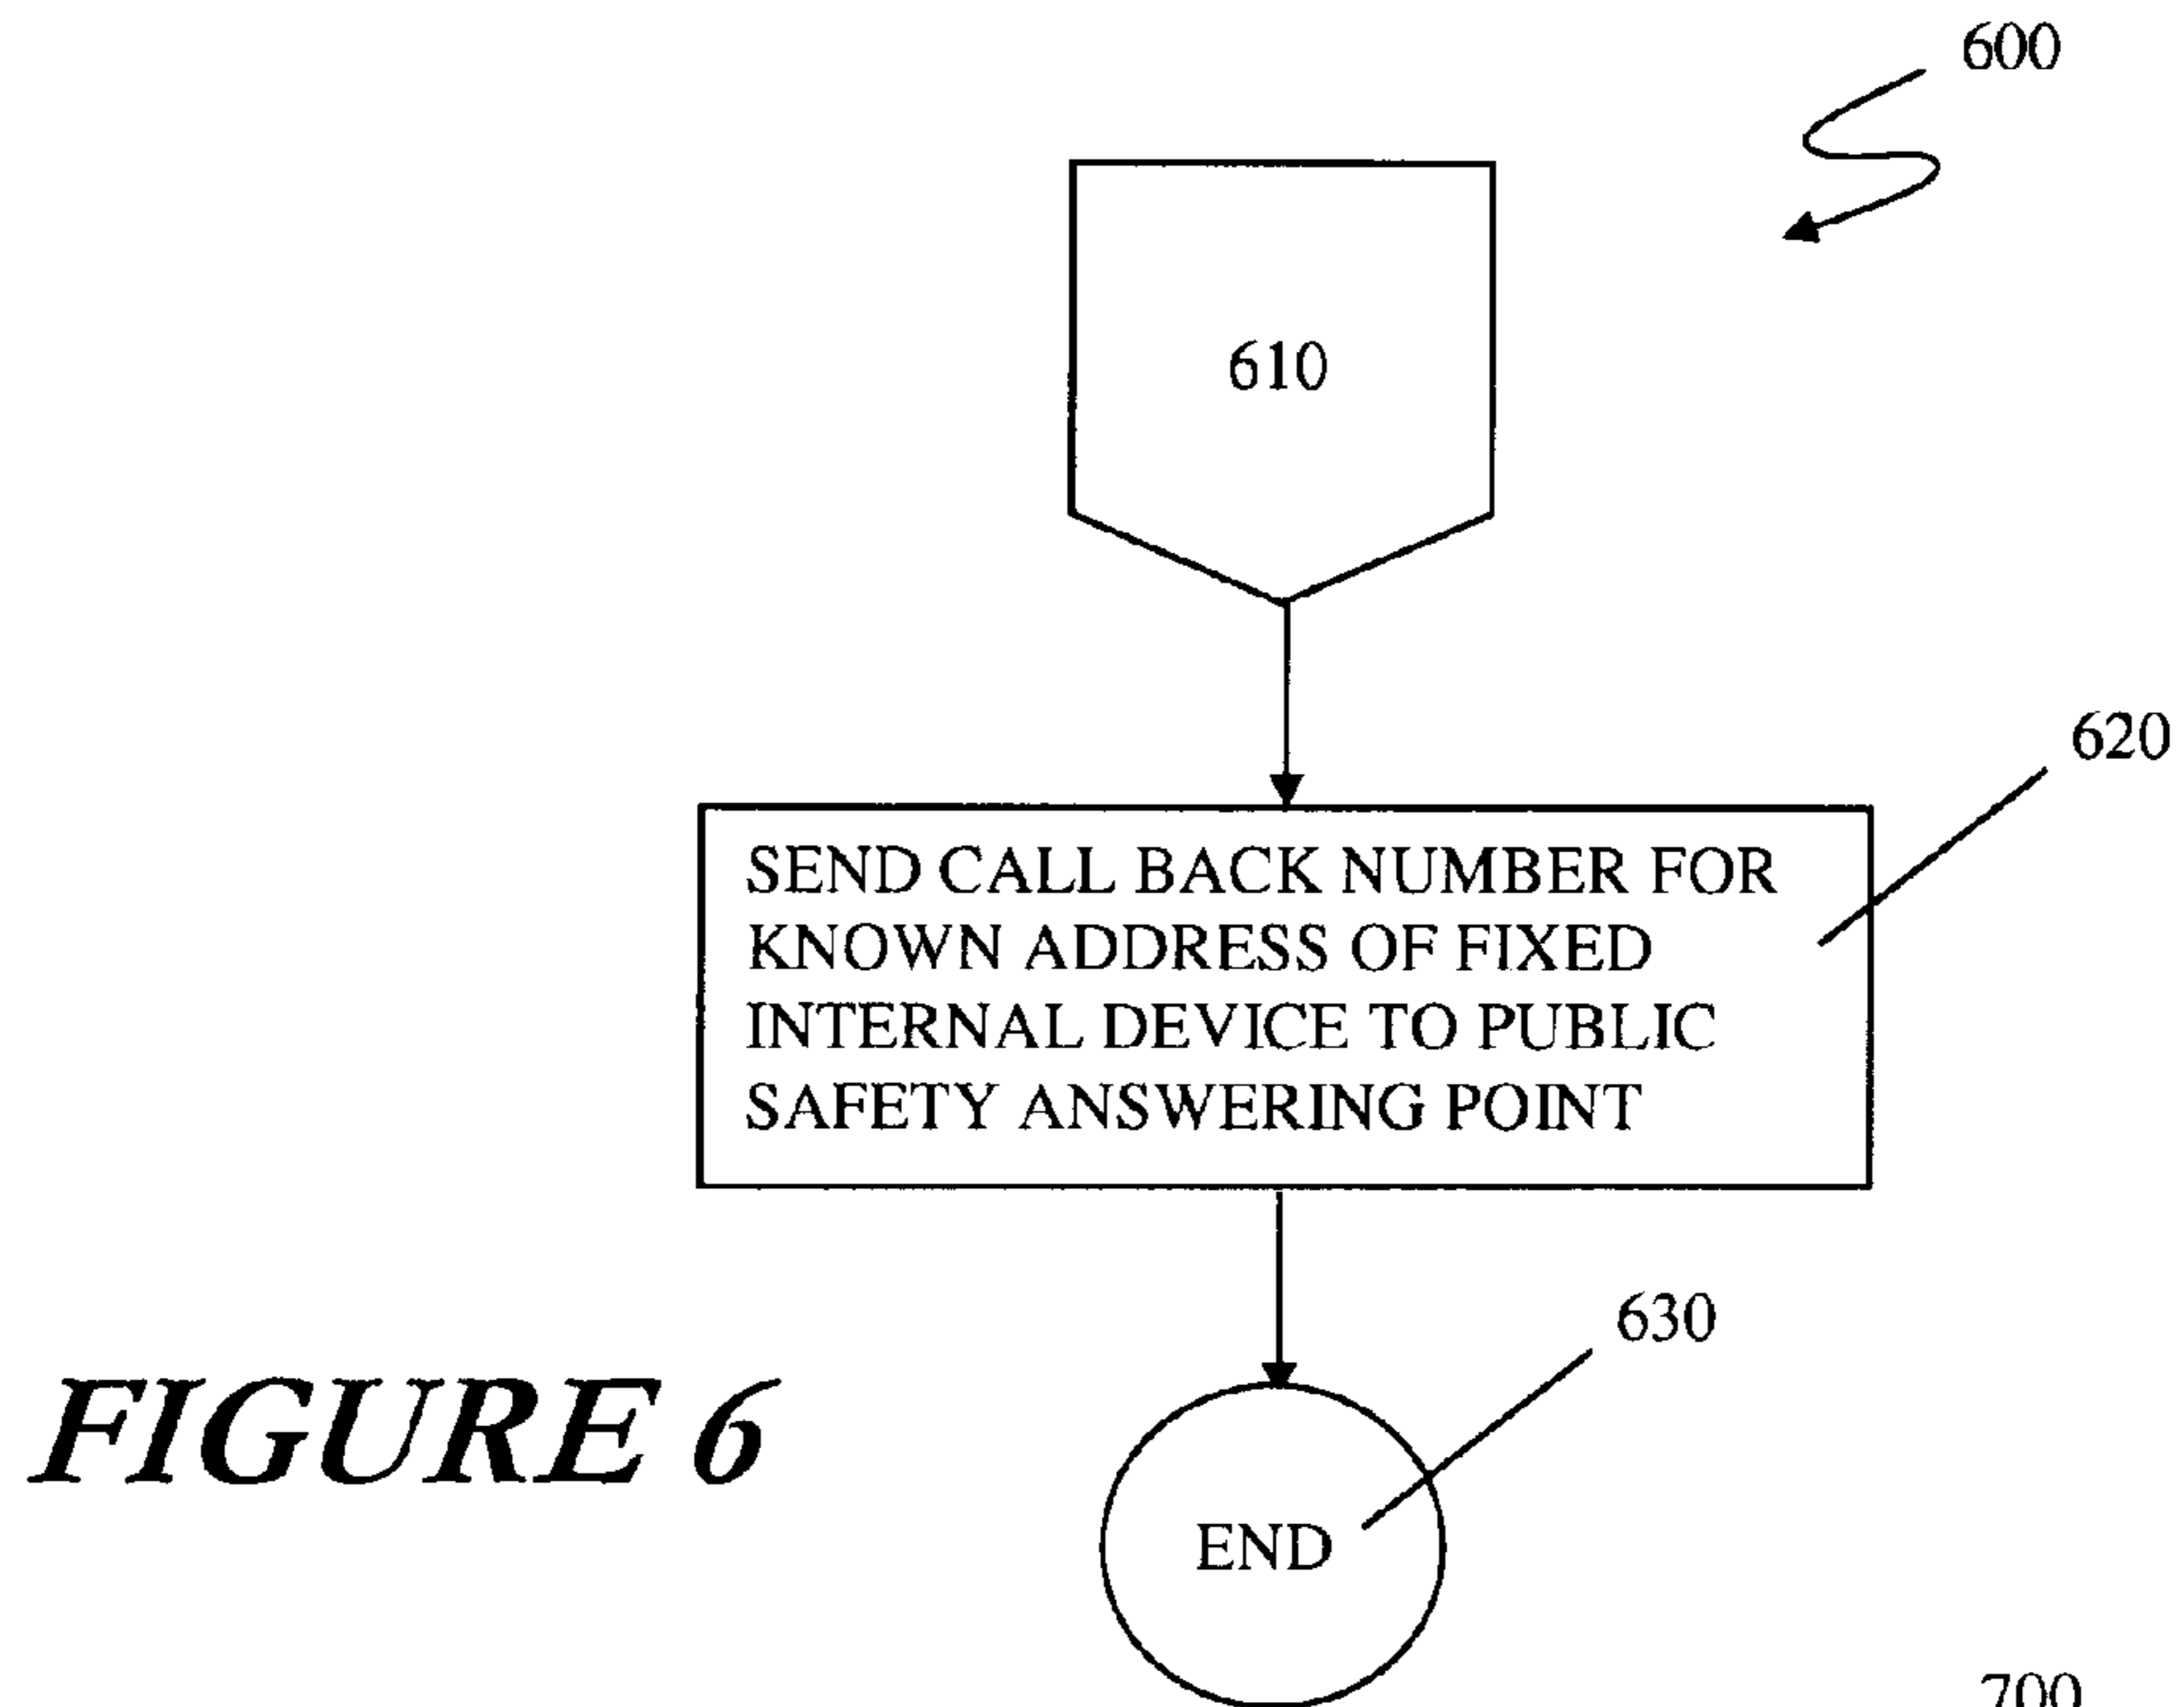 600
610
620
SEND CALL BACK NUMBER FOR
KNOWN ADDRESS OF FIXED
INTERNAL DEVICE TO PUBLIC
SAFETY ANSWERING POINT
630
FIGURE 6
END
700